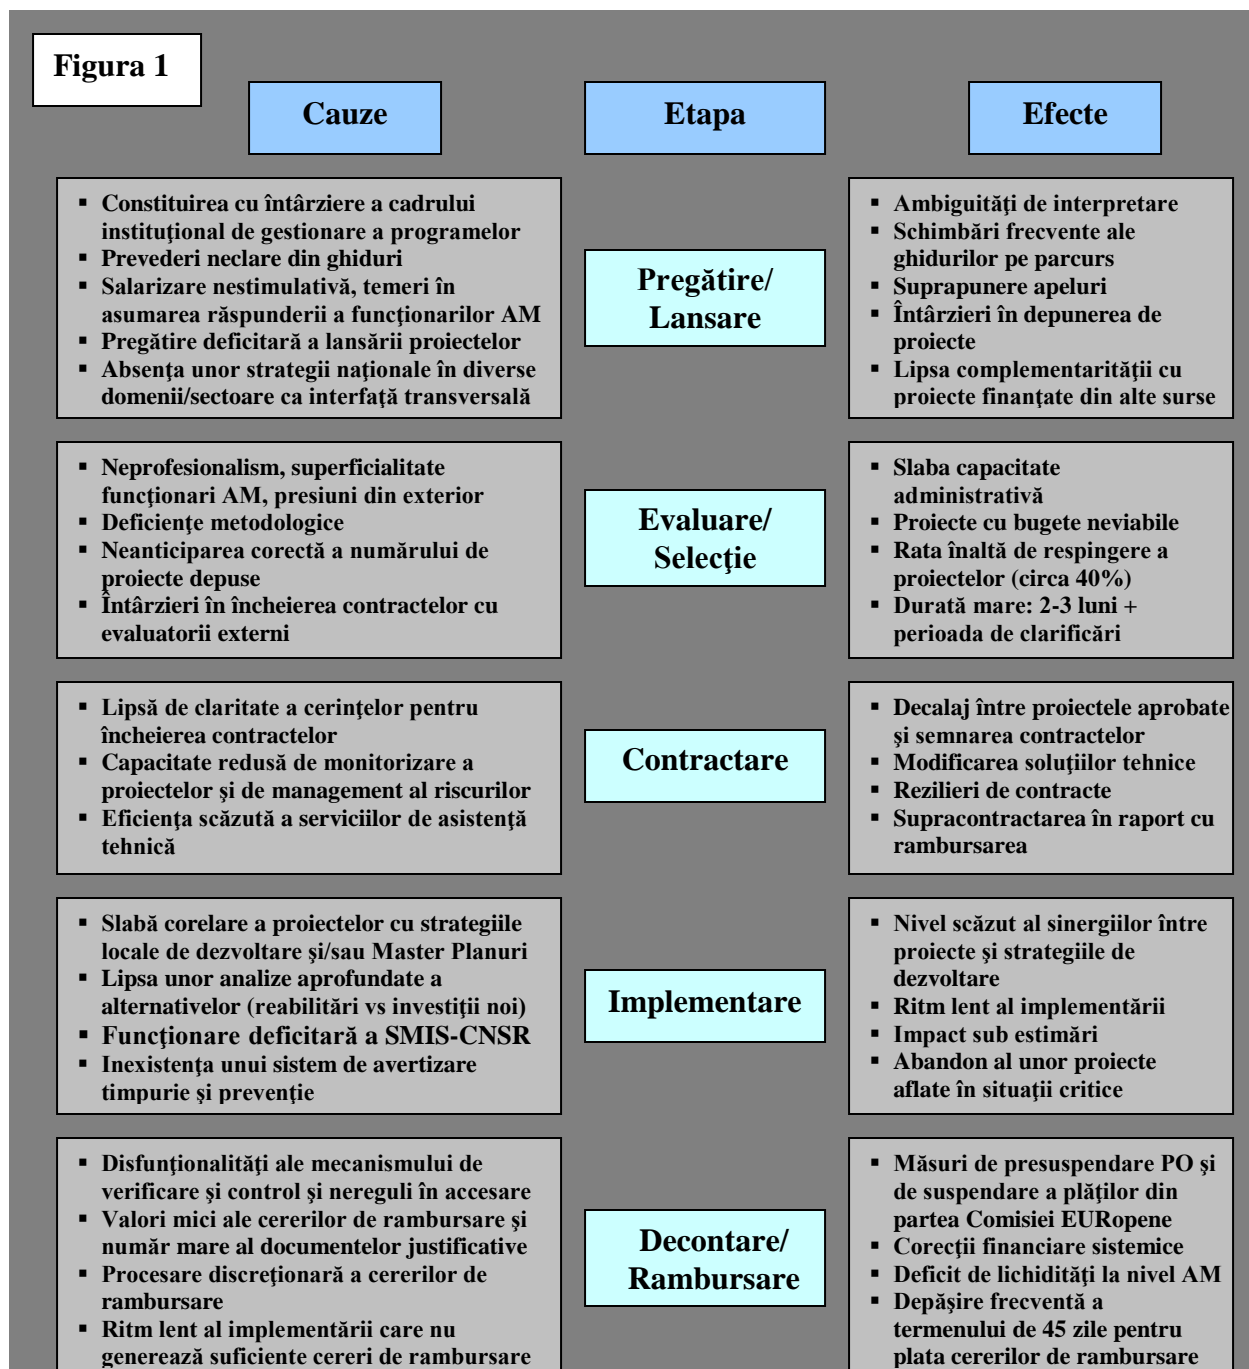 Figura 1
Cauze
Etapa
Efecte
▪ Constituirea cu întârziere a cadrului
instituţional de gestionare a programelor
▪ Prevederi neclare din ghiduri
▪ Salarizare nestimulativă, temeri în
asumarea răspunderii a funcţionarilor AM
▪ Pregătire deficitară a lansării proiectelor
▪ Absenţa unor strategii naţionale în diverse
domenii/sectoare ca interfaţă transversală
Pregătire/
Lansare
▪ Ambiguităţi de interpretare
▪ Schimbări frecvente ale
ghidurilor pe parcurs
▪ Suprapunere apeluri
▪ Întârzieri în depunerea de
proiecte
▪ Lipsa complementarităţii cu
proiecte finanţate din alte surse
▪ Neprofesionalism, superficialitate
funcţionari AM, presiuni din exterior
▪ Deficienţe metodologice
▪ Neanticiparea corectă a numărului de
proiecte depuse
▪ Întârzieri în încheierea contractelor cu
evaluatorii externi
Evaluare/
Selecţie
▪ Slaba capacitate
administrativă
▪ Proiecte cu bugete neviabile
▪ Rata înaltă de respingere a
proiectelor (circa 40%)
▪ Durată mare: 2-3 luni +
perioada de clarificări
▪ Lipsă de claritate a cerinţelor pentru
încheierea contractelor
▪ Capacitate redusă de monitorizare a
proiectelor şi de management al riscurilor
▪ Eficienţa scăzută a serviciilor de asistenţă
tehnică
Contractare
▪ Decalaj între proiectele aprobate
şi semnarea contractelor
▪ Modificarea soluţiilor tehnice
▪ Rezilieri de contracte
▪ Supracontractarea în raport cu
rambursarea
▪ Slabă corelare a proiectelor cu strategiile
locale de dezvoltare şi/sau Master Planuri
▪ Lipsa unor analize aprofundate a
alternativelor (reabilitări vs investiţii noi)
▪ Funcţionare deficitară a SMIS-CNSR
▪ Inexistenţa unui sistem de avertizare
timpurie şi prevenţie
Implementare
▪ Nivel scăzut al sinergiilor între
proiecte şi strategiile de
dezvoltare
▪ Ritm lent al implementării
▪ Impact sub estimări
▪ Abandon al unor proiecte
aflate în situaţii critice
▪ Disfuncţionalităţi ale mecanismului de
verificare şi control şi nereguli în accesare
▪ Valori mici ale cererilor de rambursare şi
număr mare al documentelor justificative
▪ Procesare discreţionară a cererilor de
rambursare
▪ Ritm lent al implementării care nu
generează suficiente cereri de rambursare
Decontare/
Rambursare
▪ Măsuri de presuspendare PO şi
de suspendare a plăţilor din
partea Comisiei EURopene
▪ Corecţii financiare sistemice
▪ Deficit de lichidităţi la nivel AM
▪ Depăşire frecventă a
termenului de 45 zile pentru
plata cererilor de rambursare